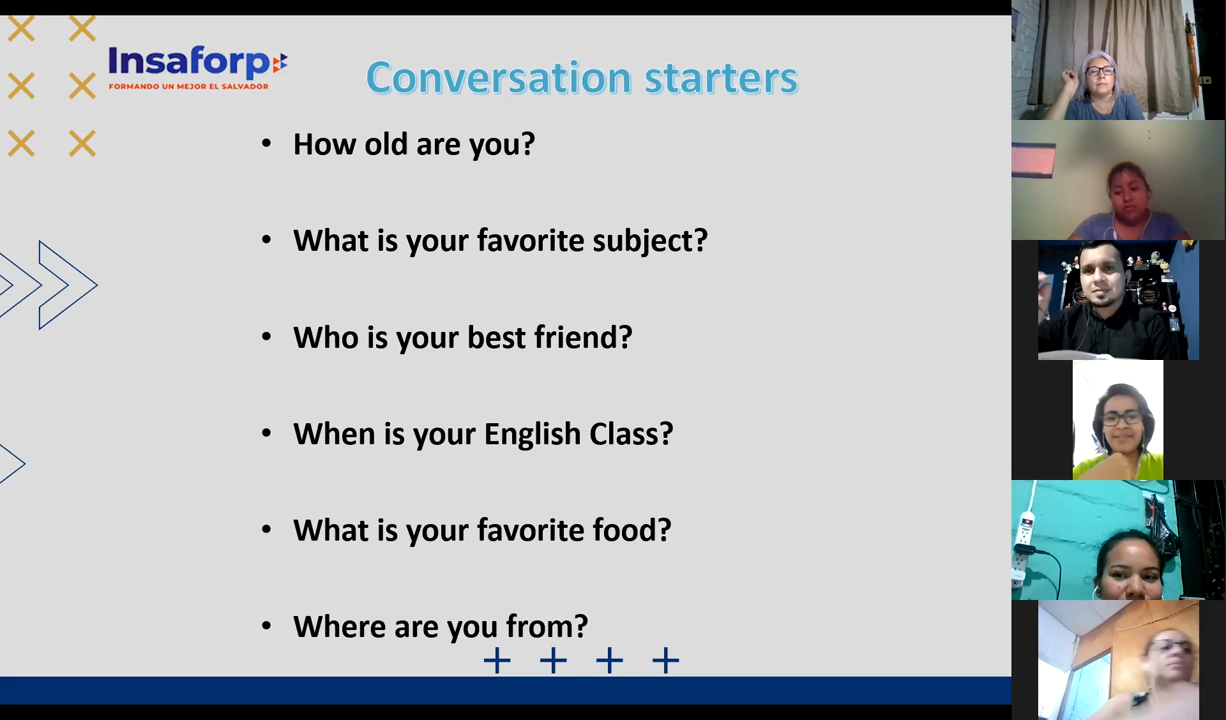 Insaforp
FORMANDO UN MEJOR EL SALVADOR
Conversation starters
• How old are you?
• What is your favorite subject?
• Who is your best friend?
• When is your English Class?
• What is your favorite food?
• Where are you from?